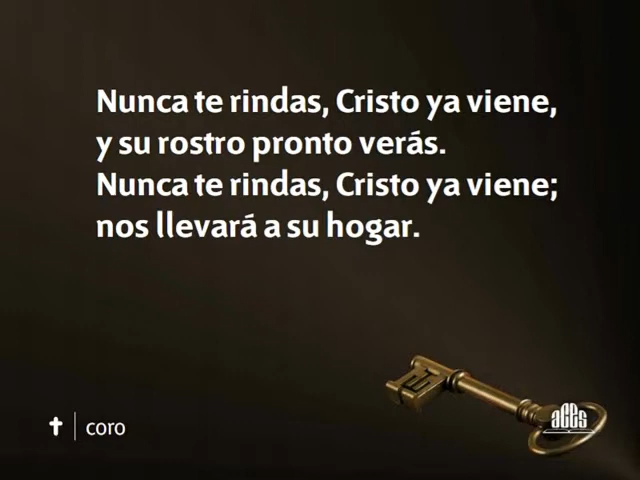 Nunca te rindas, Cristo ya viene,
y su rostro pronto verás.
Nunca te rindas, Cristo ya viene;
nos llevará a su hogar.
coro
aces